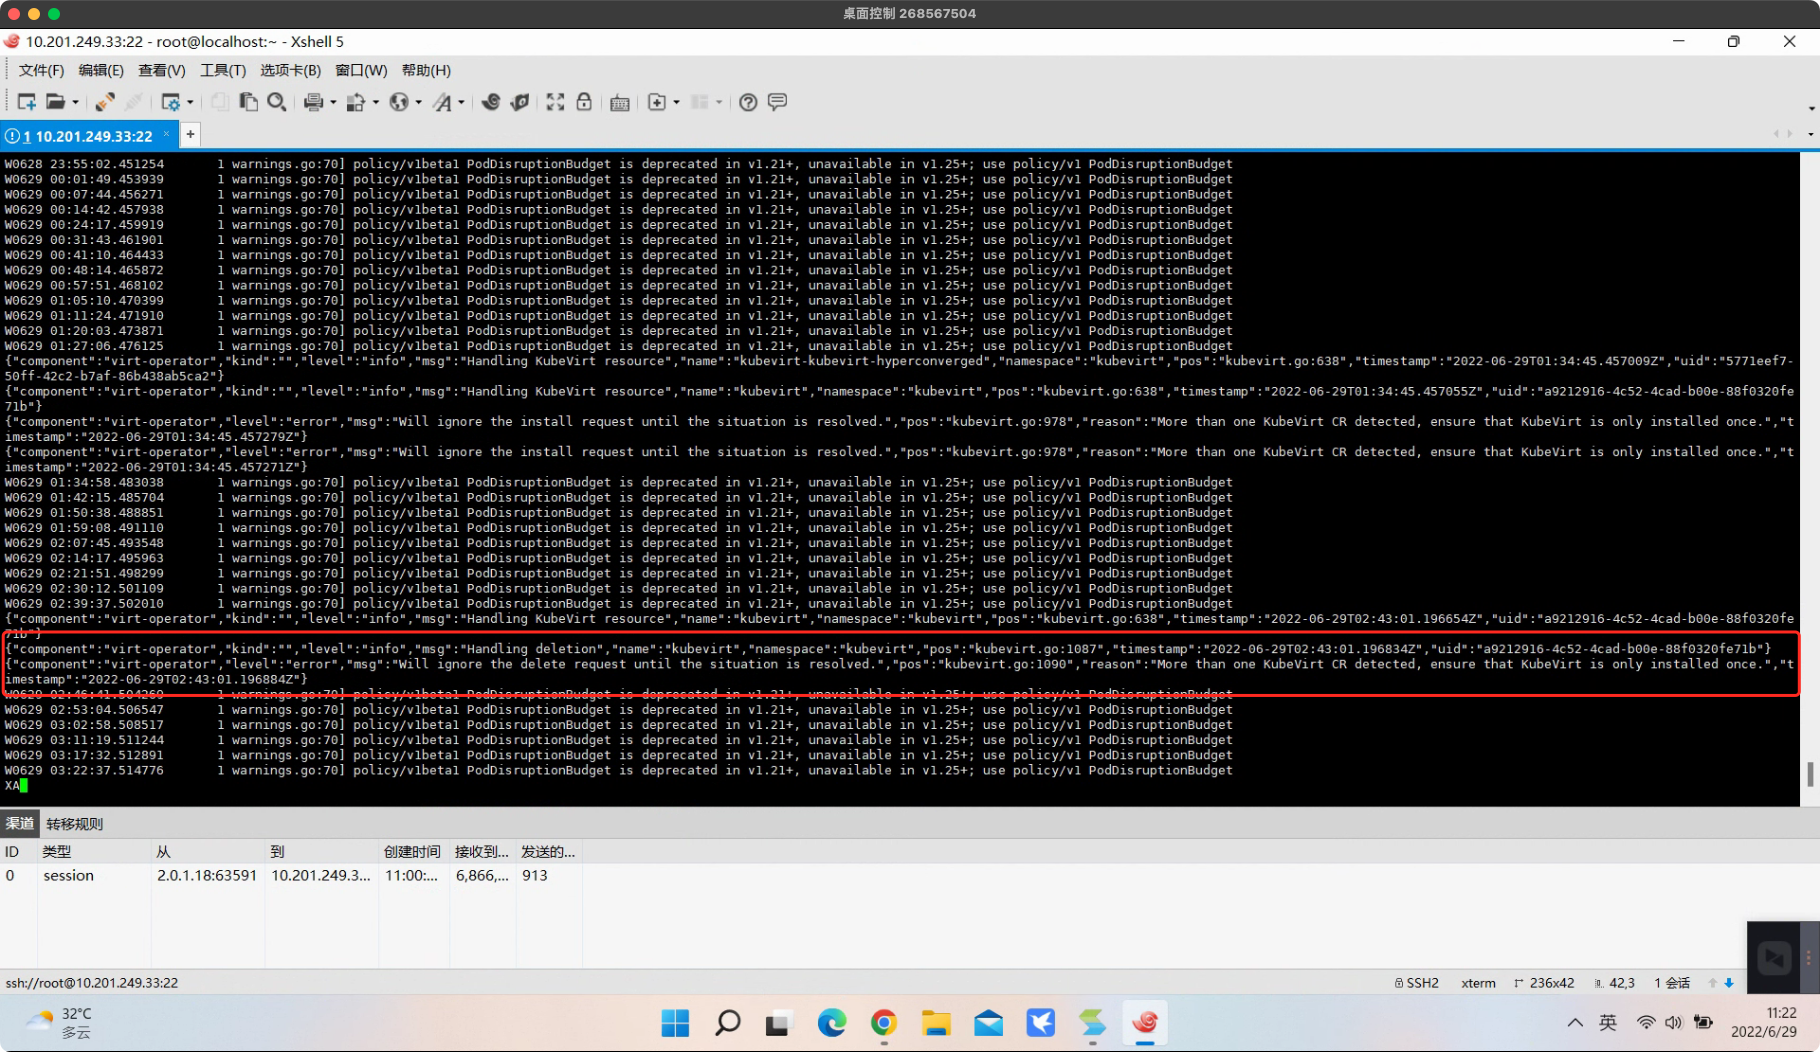 桌面控制 268567504
10.201.249.33:22 - root@localhost:~ - Xshell 5
文件(F) 编辑(E) 查看(V) 工具(T) 选项卡(B) 窗口(W) 帮助(H)
1 10.201.249.33:22 × +
W0628 23:55:02.451254 1 warnings.go:70] policy/v1beta1 PodDisruptionBudget is deprecated in v1.21+, unavailable in v1.25+; use policy/v1 PodDisruptionBudget
W0629 00:01:49.453939 1 warnings.go:70] policy/v1beta1 PodDisruptionBudget is deprecated in v1.21+, unavailable in v1.25+; use policy/v1 PodDisruptionBudget
W0629 00:07:44.456271 1 warnings.go:70] policy/v1beta1 PodDisruptionBudget is deprecated in v1.21+, unavailable in v1.25+; use policy/v1 PodDisruptionBudget
W0629 00:14:42.457938 1 warnings.go:70] policy/v1beta1 PodDisruptionBudget is deprecated in v1.21+, unavailable in v1.25+; use policy/v1 PodDisruptionBudget
W0629 00:24:17.459919 1 warnings.go:70] policy/v1beta1 PodDisruptionBudget is deprecated in v1.21+, unavailable in v1.25+; use policy/v1 PodDisruptionBudget
W0629 00:31:43.461901 1 warnings.go:70] policy/v1beta1 PodDisruptionBudget is deprecated in v1.21+, unavailable in v1.25+; use policy/v1 PodDisruptionBudget
W0629 00:41:10.464433 1 warnings.go:70] policy/v1beta1 PodDisruptionBudget is deprecated in v1.21+, unavailable in v1.25+; use policy/v1 PodDisruptionBudget
W0629 00:48:14.465872 1 warnings.go:70] policy/v1beta1 PodDisruptionBudget is deprecated in v1.21+, unavailable in v1.25+; use policy/v1 PodDisruptionBudget
W0629 00:57:51.468102 1 warnings.go:70] policy/v1beta1 PodDisruptionBudget is deprecated in v1.21+, unavailable in v1.25+; use policy/v1 PodDisruptionBudget
W0629 01:05:10.470399 1 warnings.go:70] policy/v1beta1 PodDisruptionBudget is deprecated in v1.21+, unavailable in v1.25+; use policy/v1 PodDisruptionBudget
W0629 01:11:24.471910 1 warnings.go:70] policy/v1beta1 PodDisruptionBudget is deprecated in v1.21+, unavailable in v1.25+; use policy/v1 PodDisruptionBudget
W0629 01:20:03.473871 1 warnings.go:70] policy/v1beta1 PodDisruptionBudget is deprecated in v1.21+, unavailable in v1.25+; use policy/v1 PodDisruptionBudget
W0629 01:27:06.476125 1 warnings.go:70] policy/v1beta1 PodDisruptionBudget is deprecated in v1.21+, unavailable in v1.25+; use policy/v1 PodDisruptionBudget
{"component":"virt-operator","kind":"","level":"info","msg":"Handling KubeVirt resource","name":"kubevirt-kubevirt-hyperconverged","namespace":"kubevirt","pos":"kubevirt.go:638","timestamp":"2022-06-29T01:34:45.457009Z","uid":"5771eef7-
50ff-42c2-b7af-86b438ab5ca2"}
{"component":"virt-operator","kind":"","level":"info","msg":"Handling KubeVirt resource","name":"kubevirt","namespace":"kubevirt","pos":"kubevirt.go:638","timestamp":"2022-06-29T01:34:45.457055Z","uid":"a9212916-4c52-4cad-b00e-88f0320fe
71b"}
{"component":"virt-operator","level":"error","msg":"Will ignore the install request until the situation is resolved.","pos":"kubevirt.go:978","reason":"More than one KubeVirt CR detected, ensure that KubeVirt is only installed once.","t
imestamp":"2022-06-29T01:34:45.457279Z"}
{"component":"virt-operator","level":"error","msg":"Will ignore the install request until the situation is resolved.","pos":"kubevirt.go:978","reason":"More than one KubeVirt CR detected, ensure that KubeVirt is only installed once.","t
imestamp":"2022-06-29T01:34:45.457271Z"}
W0629 01:34:58.483038 1 warnings.go:70] policy/v1beta1 PodDisruptionBudget is deprecated in v1.21+, unavailable in v1.25+; use policy/v1 PodDisruptionBudget
W0629 01:42:15.485704 1 warnings.go:70] policy/v1beta1 PodDisruptionBudget is deprecated in v1.21+, unavailable in v1.25+; use policy/v1 PodDisruptionBudget
W0629 01:50:38.488851 1 warnings.go:70] policy/v1beta1 PodDisruptionBudget is deprecated in v1.21+, unavailable in v1.25+; use policy/v1 PodDisruptionBudget
W0629 01:59:08.491110 1 warnings.go:70] policy/v1beta1 PodDisruptionBudget is deprecated in v1.21+, unavailable in v1.25+; use policy/v1 PodDisruptionBudget
W0629 02:07:45.493548 1 warnings.go:70] policy/v1beta1 PodDisruptionBudget is deprecated in v1.21+, unavailable in v1.25+; use policy/v1 PodDisruptionBudget
W0629 02:14:17.495963 1 warnings.go:70] policy/v1beta1 PodDisruptionBudget is deprecated in v1.21+, unavailable in v1.25+; use policy/v1 PodDisruptionBudget
W0629 02:21:51.498299 1 warnings.go:70] policy/v1beta1 PodDisruptionBudget is deprecated in v1.21+, unavailable in v1.25+; use policy/v1 PodDisruptionBudget
W0629 02:30:12.501109 1 warnings.go:70] policy/v1beta1 PodDisruptionBudget is deprecated in v1.21+, unavailable in v1.25+; use policy/v1 PodDisruptionBudget
W0629 02:39:37.502010 1 warnings.go:70] policy/v1beta1 PodDisruptionBudget is deprecated in v1.21+, unavailable in v1.25+; use policy/v1 PodDisruptionBudget
{"component":"virt-operator","kind":"","level":"info","msg":"Handling KubeVirt resource","name":"kubevirt","namespace":"kubevirt","pos":"kubevirt.go:638","timestamp":"2022-06-29T02:43:01.196654Z","uid":"a9212916-4c52-4cad-b00e-88f0320fe
71b"}
{"component":"virt-operator","kind":"","level":"info","msg":"Handling deletion","name":"kubevirt","namespace":"kubevirt","pos":"kubevirt.go:1087","timestamp":"2022-06-29T02:43:01.196834Z","uid":"a9212916-4c52-4cad-b00e-88f0320fe71b"}
{"component":"virt-operator","level":"error","msg":"Will ignore the delete request until the situation is resolved.","pos":"kubevirt.go:1090","reason":"More than one KubeVirt CR detected, ensure that KubeVirt is only installed once.","t
imestamp":"2022-06-29T02:43:01.196884Z"}
W0629 02:46:41.504269 1 warnings.go:70] policy/v1beta1 PodDisruptionBudget is deprecated in v1.21+, unavailable in v1.25+; use policy/v1 PodDisruptionBudget
W0629 02:53:04.506547 1 warnings.go:70] policy/v1beta1 PodDisruptionBudget is deprecated in v1.21+, unavailable in v1.25+; use policy/v1 PodDisruptionBudget
W0629 03:02:58.508517 1 warnings.go:70] policy/v1beta1 PodDisruptionBudget is deprecated in v1.21+, unavailable in v1.25+; use policy/v1 PodDisruptionBudget
W0629 03:11:19.511244 1 warnings.go:70] policy/v1beta1 PodDisruptionBudget is deprecated in v1.21+, unavailable in v1.25+; use policy/v1 PodDisruptionBudget
W0629 03:17:32.512891 1 warnings.go:70] policy/v1beta1 PodDisruptionBudget is deprecated in v1.21+, unavailable in v1.25+; use policy/v1 PodDisruptionBudget
W0629 03:22:37.514776 1 warnings.go:70] policy/v1beta1 PodDisruptionBudget is deprecated in v1.21+, unavailable in v1.25+; use policy/v1 PodDisruptionBudget
XA
渠道 转移规则
ID 类型 从 到 创建时间 接收到... 发送的...
0 session 2.0.1.18:63591 10.201.249.3... 11:00:... 6,866,... 913
ssh://root@10.201.249.33:22 SSH2 xterm 236x42 42,3 1 会话
32°C
多云
英
11:22
2022/6/29